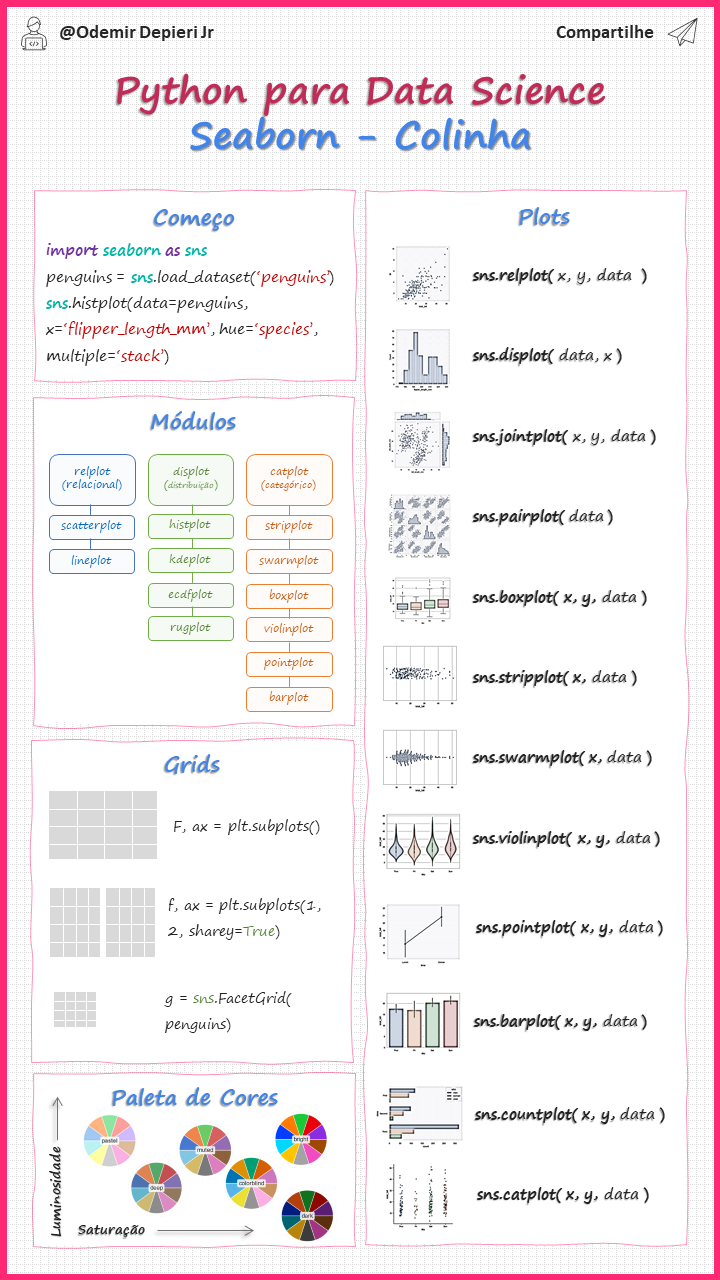 @Odemir Depieri Jr
Compartilhe
Python para Data Science
Seaborn - Colinha
Começo
import seaborn as sns
penguins = sns.load_dataset(‘penguins’)
sns.histplot(data=penguins,
x=‘flipper_length_mm’, hue=‘species’,
multiple=‘stack’)
Módulos
relplot
(relacional)
scatterplot
lineplot
displot
(distribuição)
histplot
kdeplot
ecdfplot
rugplot
catplot
(categórico)
stripplot
swarmplot
boxplot
violinplot
pointplot
barplot
Grids
F, ax = plt.subplots()
f, ax = plt.subplots(1,
2, sharey=True)
g = sns.FacetGrid(
penguins)
Paleta de Cores
Luminosidade
Saturação
pastel
muted
bright
deep
colorblind
dark
Plots
sns.relplot( x, y, data )
sns.displot( data, x )
sns.jointplot( x, y, data )
sns.pairplot( data )
sns.boxplot( x, y, data )
sns.stripplot( x, data )
sns.swarmplot( x, data )
sns.violinplot( x, y, data )
sns.pointplot( x, y, data )
sns.barplot( x, y, data )
sns.countplot( x, y, data )
sns.catplot( x, y, data )